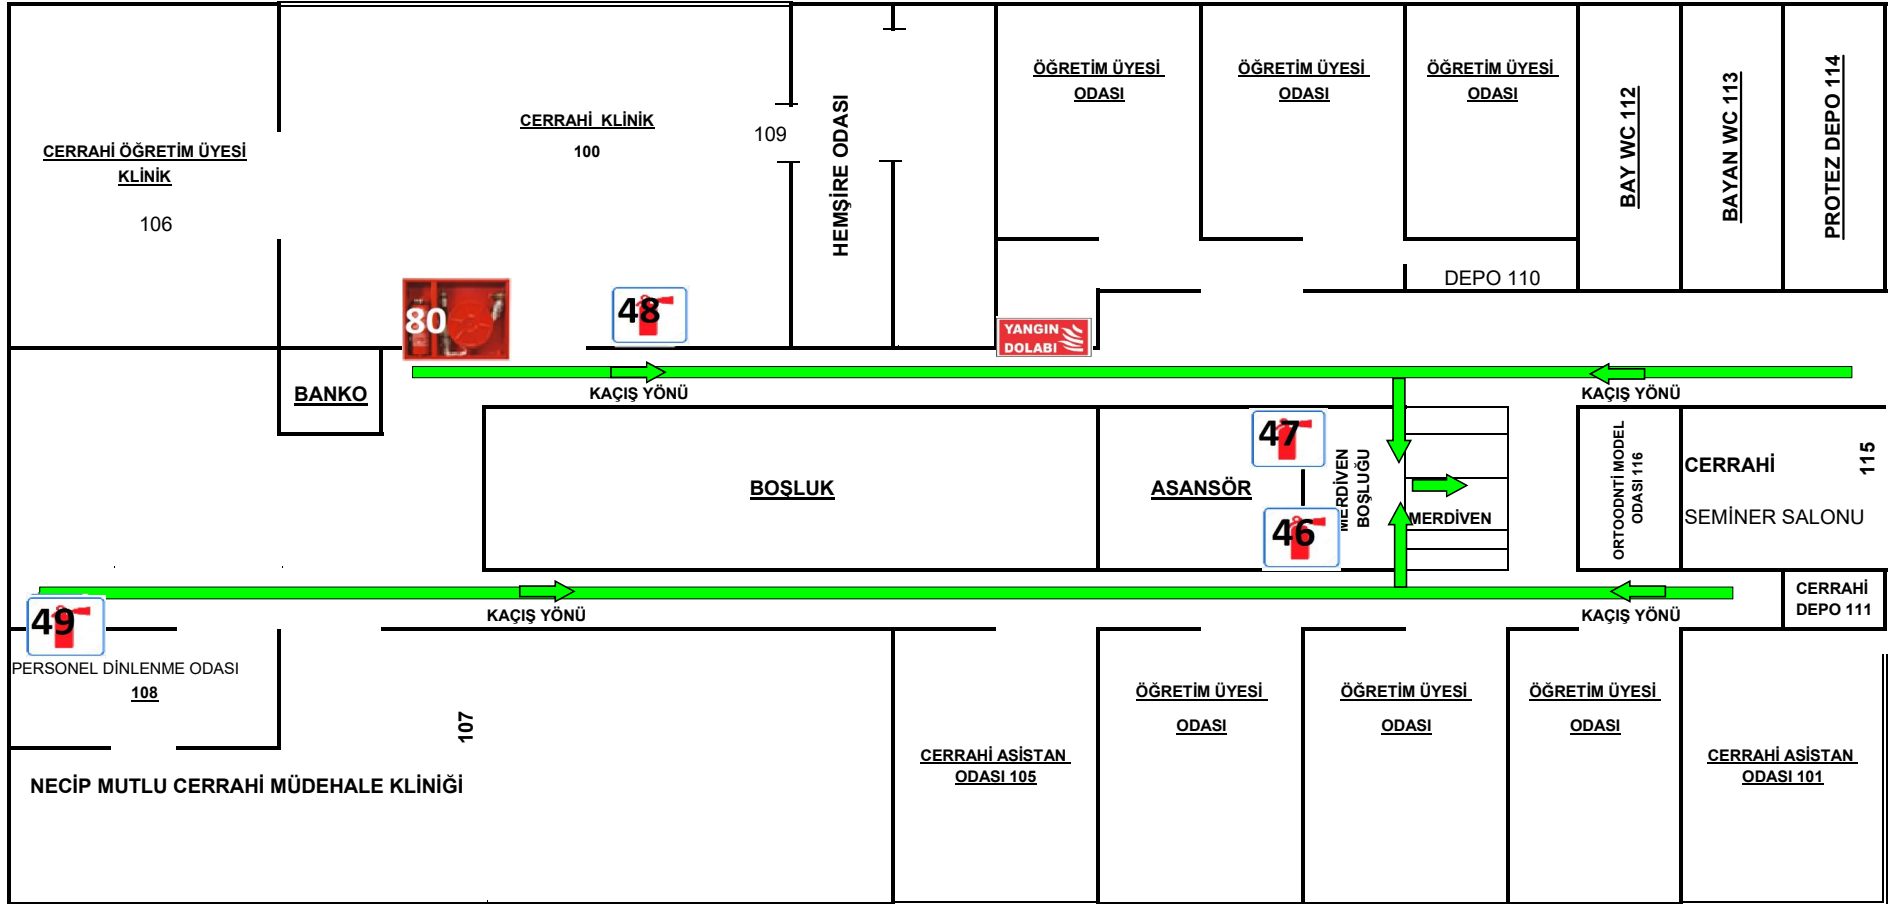 CERRAHİ ÖĞRETİM ÜYESİ
KLİNİK
106
CERRAHİ KLİNİK
100
109
HEMŞİRE ODASI
ÖĞRETİM ÜYESİ
ODASI
ÖĞRETİM ÜYESİ
ODASI
ÖĞRETİM ÜYESİ
ODASI
BAY WC 112
BAYAN WC 113
PROTEZ DEPO 114
DEPO 110
80
48
YANGIN
DOLABI
BANKO
KAÇIŞ YÖNÜ
KAÇIŞ YÖNÜ
BOŞLUK
ASANSÖR
47
46
MERDİVEN
BOŞLUĞU
MERDİVEN
ORTOODNTİ MODEL
ODASI 116
CERRAHİ
SEMİNER SALONU
115
KAÇIŞ YÖNÜ
KAÇIŞ YÖNÜ
CERRAHİ
DEPO 111
49
PERSONEL DİNLENME ODASI
108
107
NECİP MUTLU CERRAHİ MÜDEHALE KLİNİĞİ
CERRAHİ ASİSTAN
ODASI 105
ÖĞRETİM ÜYESİ
ODASI
ÖĞRETİM ÜYESİ
ODASI
ÖĞRETİM ÜYESİ
ODASI
CERRAHİ ASİSTAN
ODASI 101